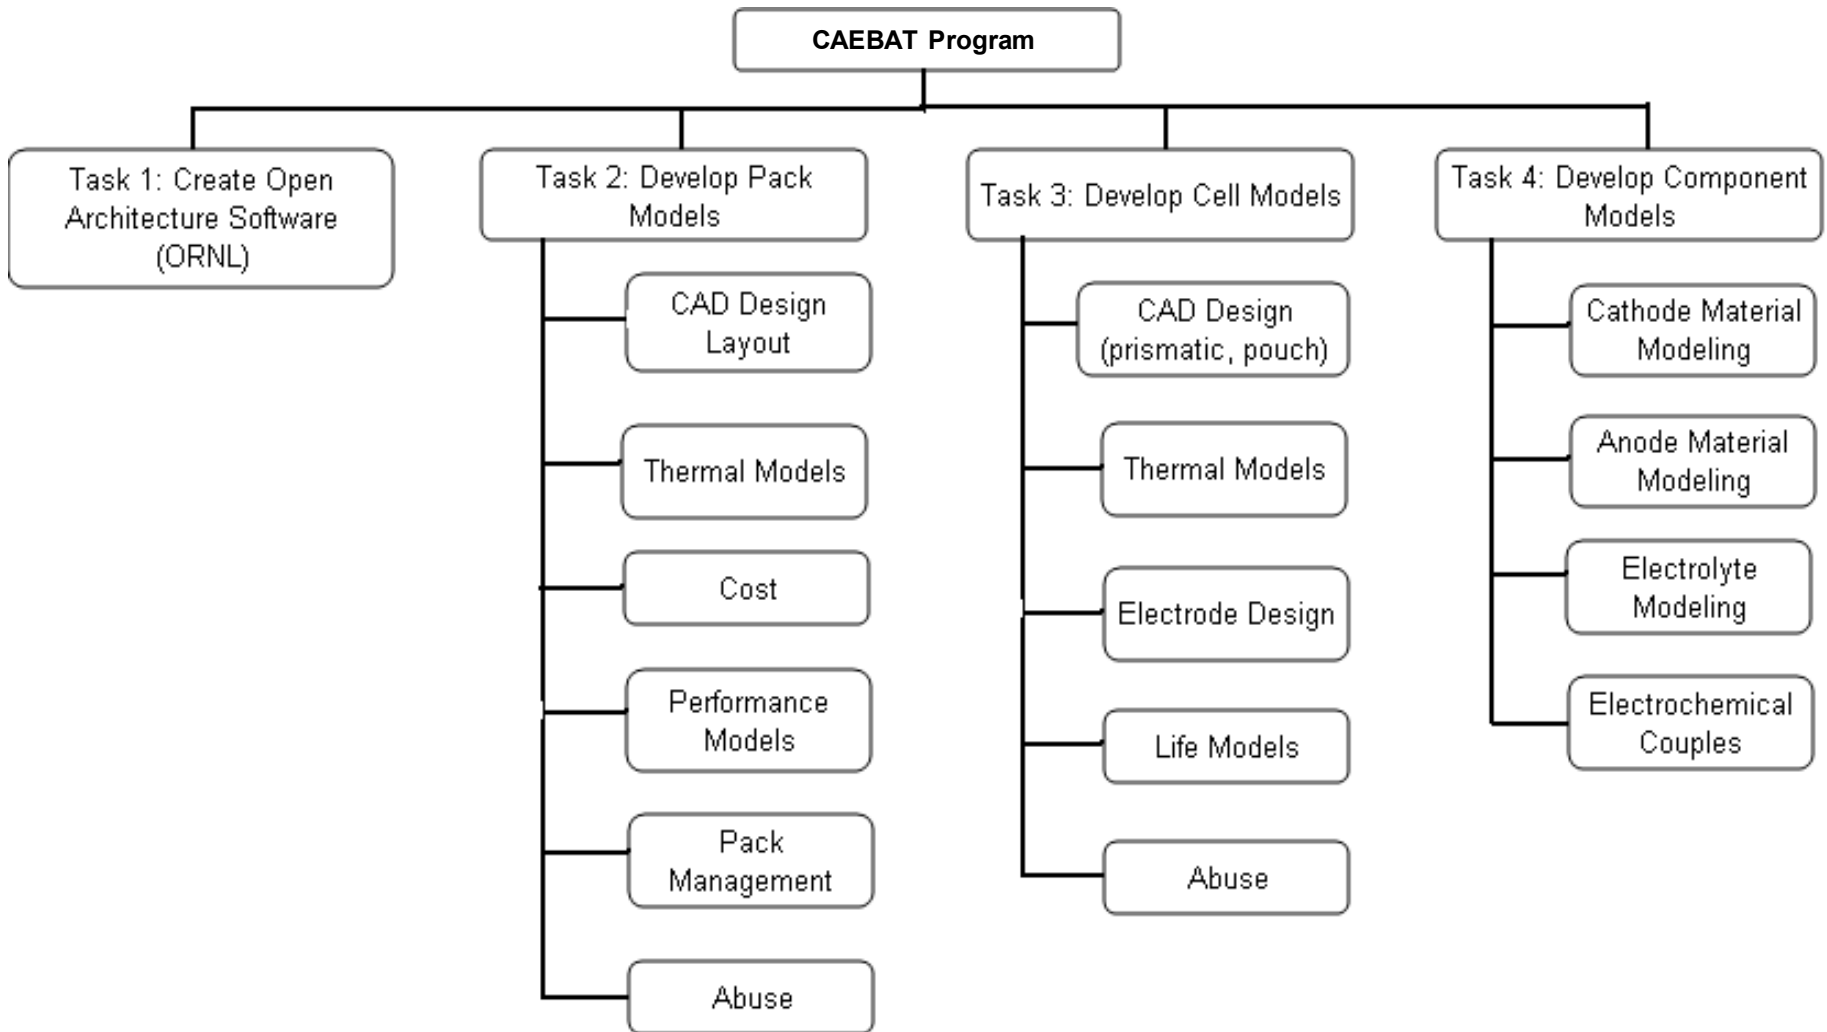 CAEBAT Program
Task 1: Create Open
Architecture Software
(ORNL)
Task 2: Develop Pack
Models
CAD Design
Layout
Thermal Models
Cost
Performance
Models
Pack
Management
Abuse
Task 3: Develop Cell Models
CAD Design
(prismatic, pouch)
Thermal Models
Electrode Design
Life Models
Abuse
Task 4: Develop Component
Models
Cathode Material
Modeling
Anode Material
Modeling
Electrolyte
Modeling
Electrochemical
Couples